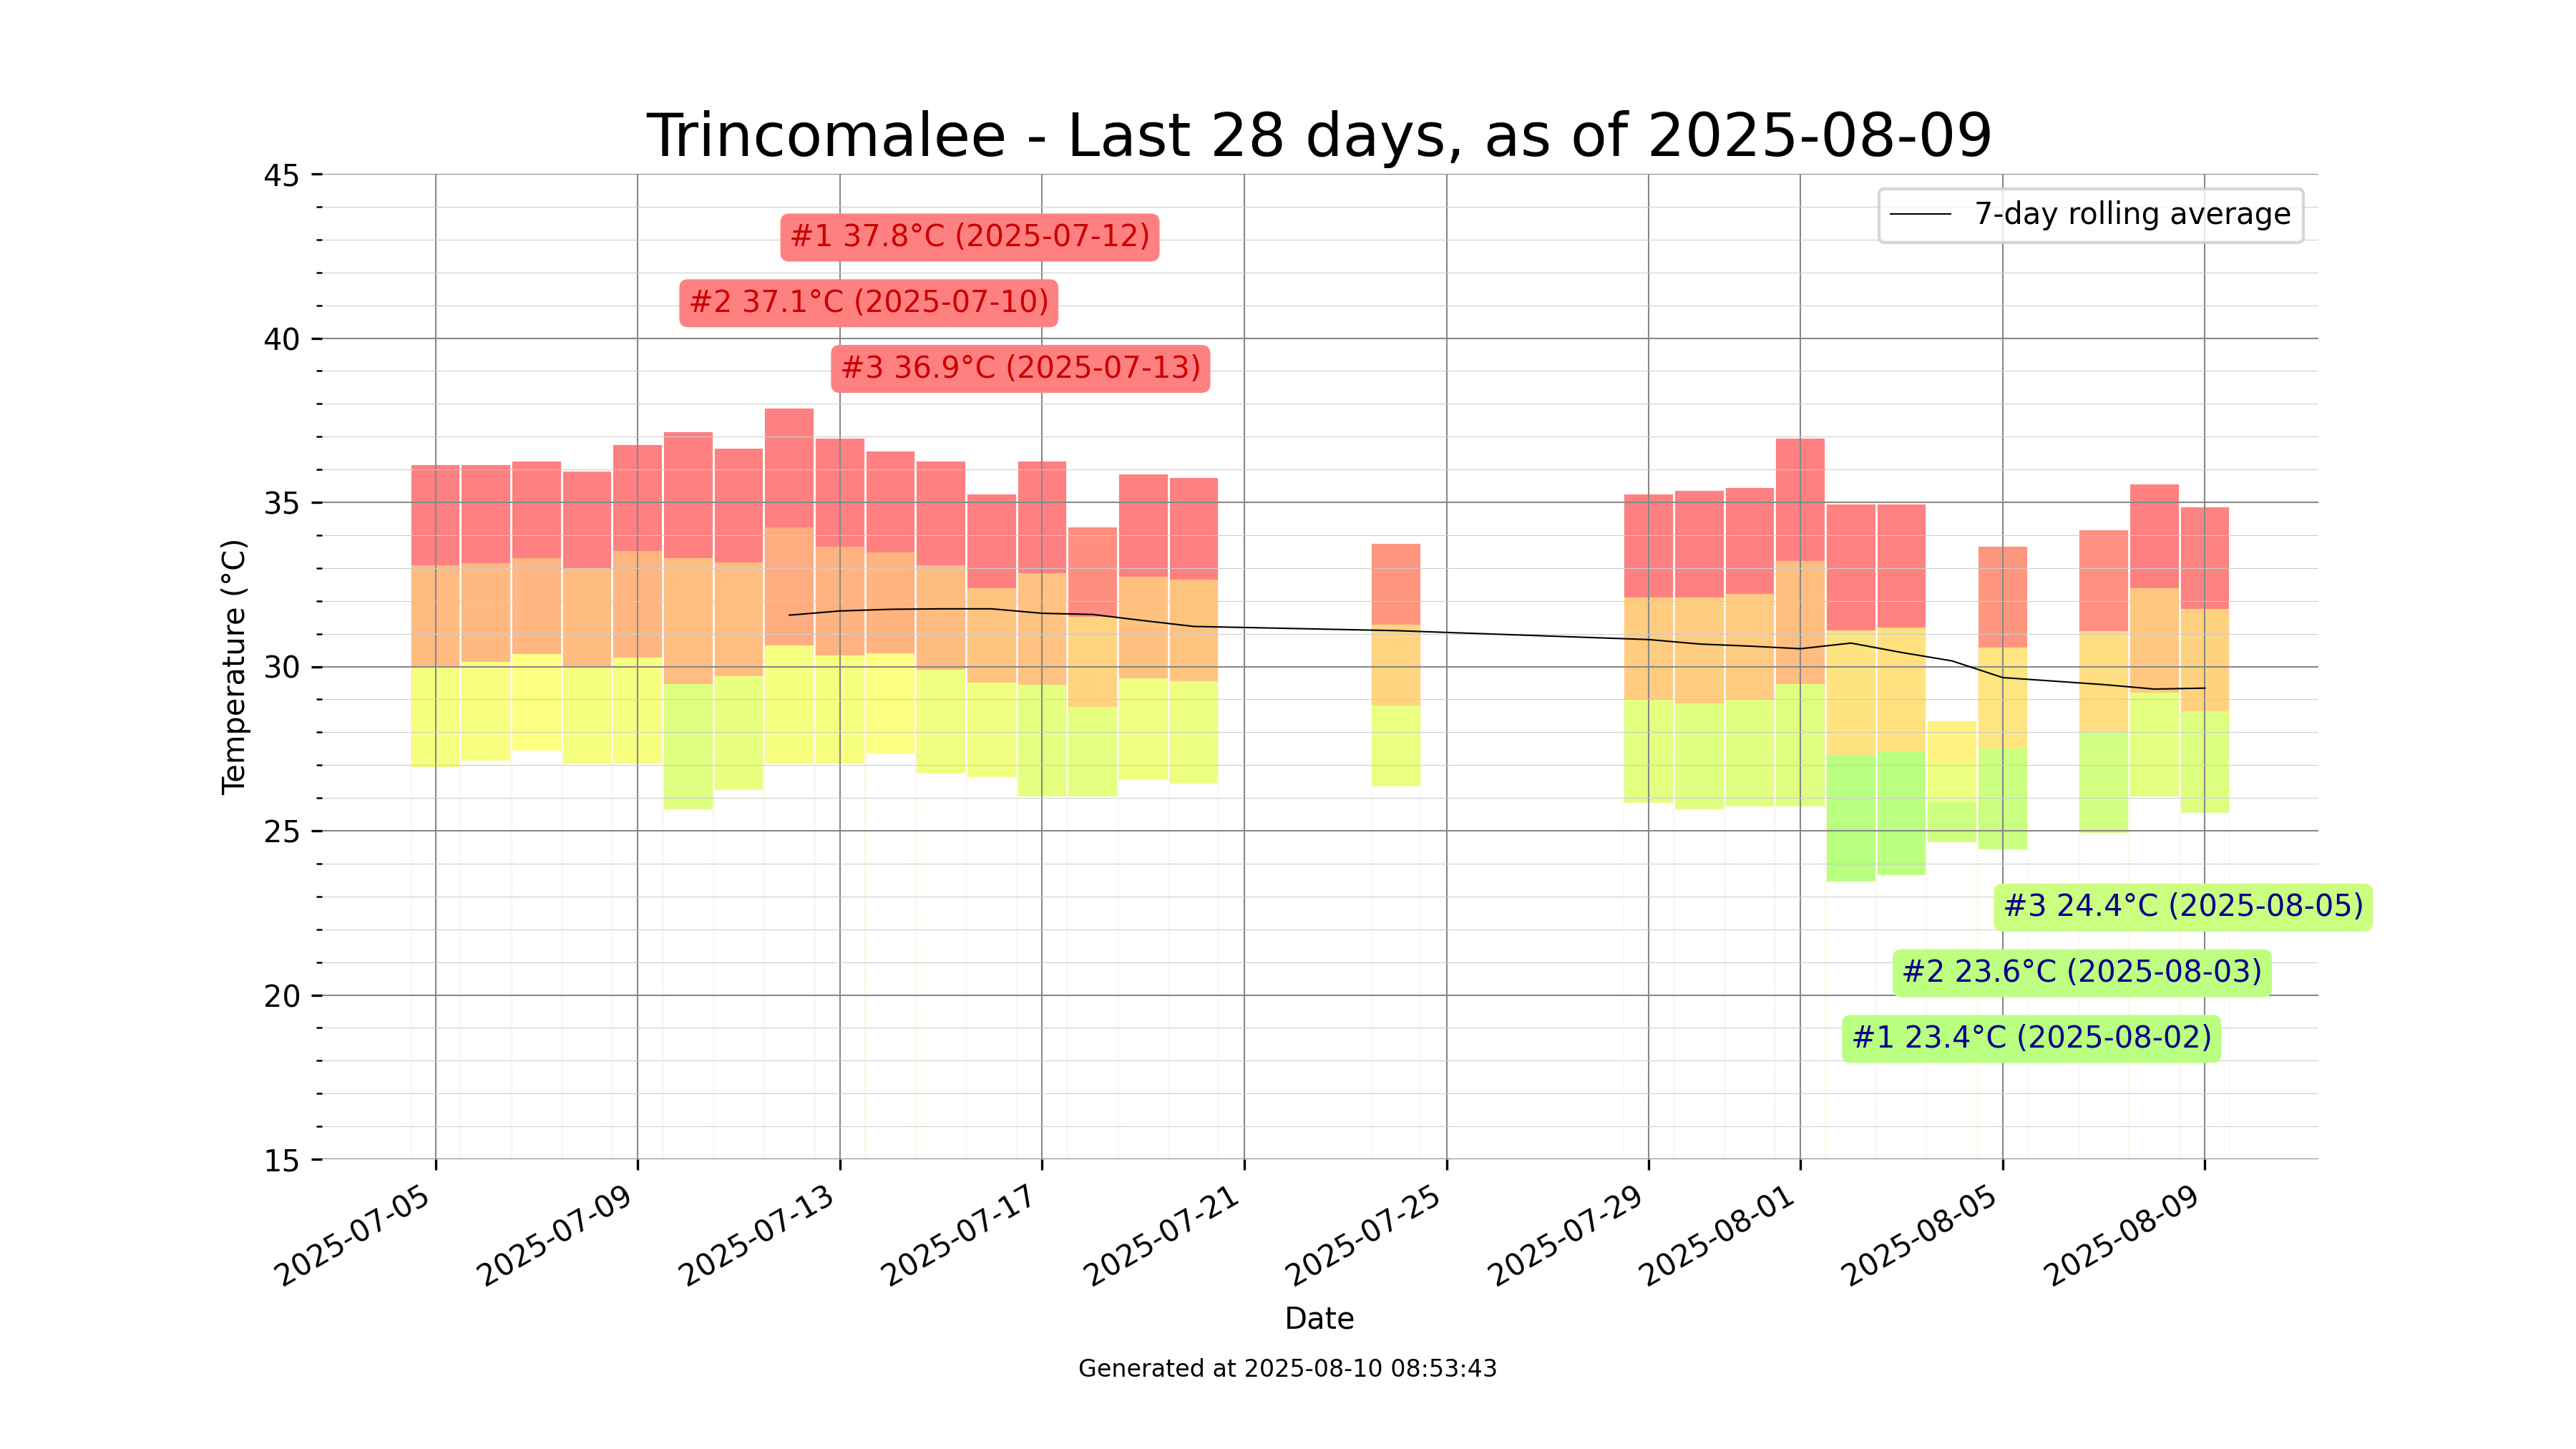 Trincomalee - Last 28 days, as of 2025-08-09
45
7-day rolling average
#1 37.8°C (2025-07-12)
#2 37.1°C (2025-07-10)
40
#3 36.9°C (2025-07-13)
35
Temperature (°C)
30
25
#3 24.4°C (2025-08-05)
#2 23.6°C (2025-08-03)
20
#1 23.4°C (2025-08-02)
15
2025-07-05
2025-07-09
2025-07-13
2025-07-17
2025-07-21
2025-07-25
2025-07-29
2025-08-01
2025-08-05
2025-08-09
Date
Generated at 2025-08-10 08:53:43